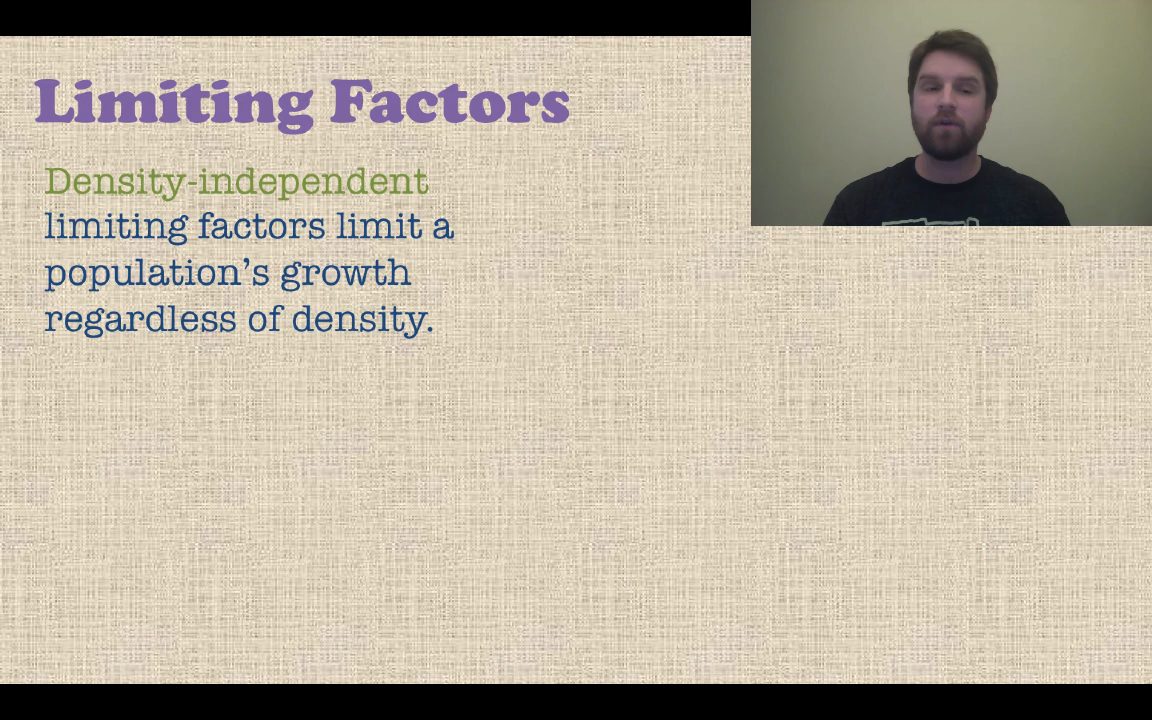 Limiting Factors
Density-independent
limiting factors limit a
population’s growth
regardless of density.